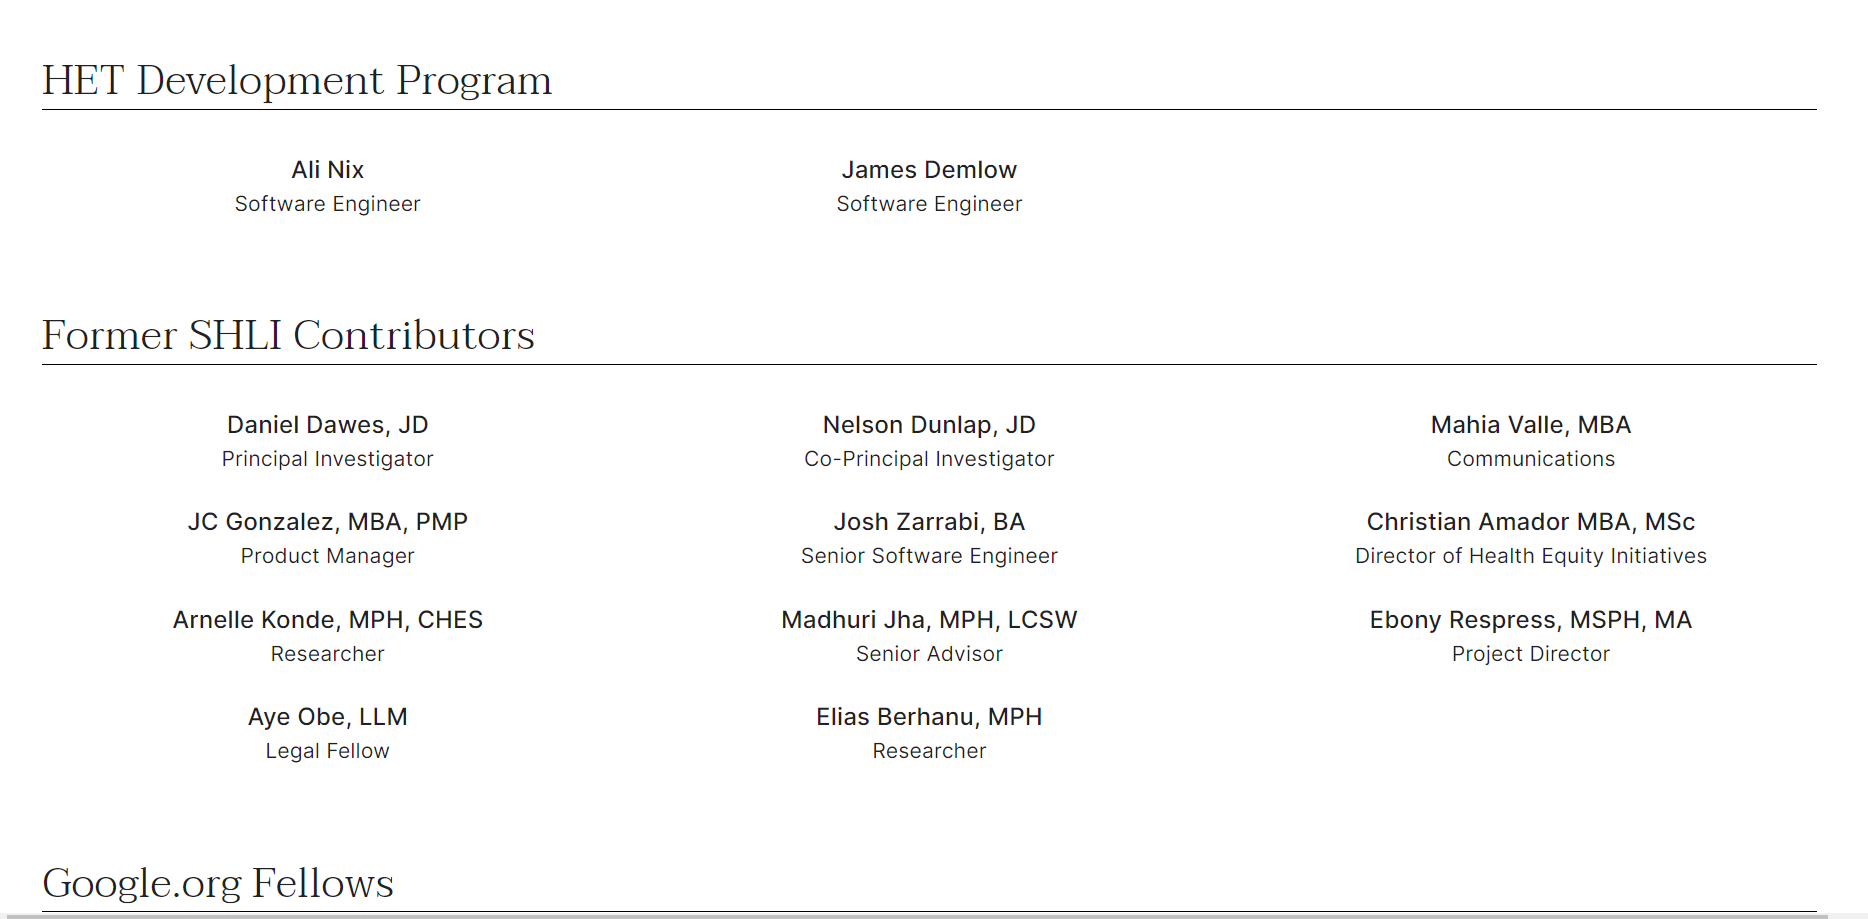 HET Development Program
Ali Nix
Software Engineer
James Demlow
Software Engineer
Former SHLI Contributors
Daniel Dawes, JD
Principal Investigator
Nelson Dunlap, JD
Co-Principal Investigator
Mahia Valle, MBA
Communications
JC Gonzalez, MBA, PMP
Product Manager
Josh Zarrabi, BA
Senior Software Engineer
Christian Amador MBA, MSc
Director of Health Equity Initiatives
Arnelle Konde, MPH, CHES
Researcher
Madhuri Jha, MPH, LCSW
Senior Advisor
Ebony Respress, MSPH, MA
Project Director
Aye Obe, LLM
Legal Fellow
Elias Berhanu, MPH
Researcher
Google.org Fellows